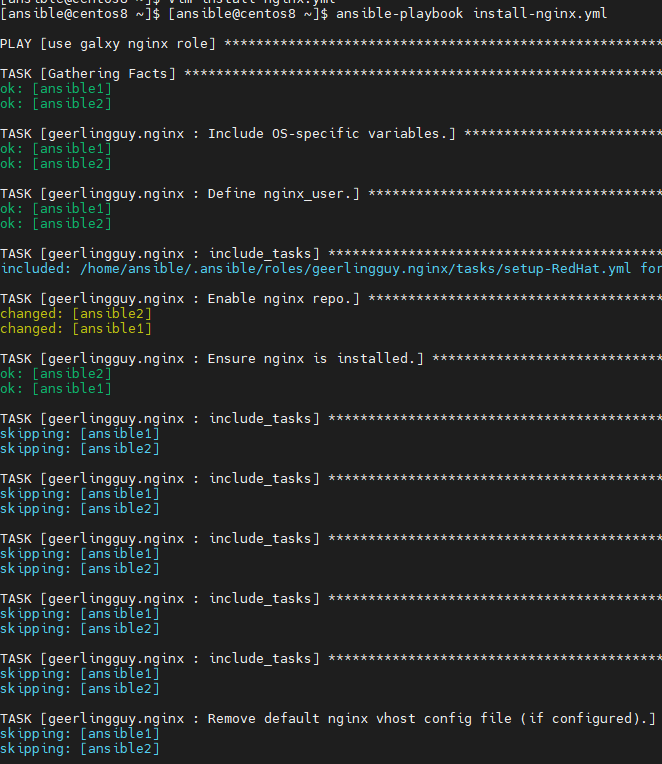 [ansible@centos8 ~]$ vim install-nginx.yml
[ansible@centos8 ~]$ [ansible@centos8 ~]$ ansible-playbook  install-nginx.yml
PLAY [use galxy nginx role] *******************************************************
TASK [Gathering Facts] ************************************************************
ok: [ansible1]
ok: [ansible2]
TASK [geerlingguy.nginx : Include OS-specific variables.] *************************
ok: [ansible1]
ok: [ansible2]
TASK [geerlingguy.nginx : Define nginx_user.] *************************************
ok: [ansible1]
ok: [ansible2]
TASK [geerlingguy.nginx : include_tasks] ******************************************
included: /home/ansible/.ansible/roles/geerlingguy.nginx/tasks/setup-RedHat.yml for
TASK [geerlingguy.nginx : Enable nginx repo.] *************************************
changed: [ansible2]
changed: [ansible1]
TASK [geerlingguy.nginx : Ensure nginx is installed.] *****************************
ok: [ansible2]
ok: [ansible1]
TASK [geerlingguy.nginx : include_tasks] ******************************************
skipping: [ansible1]
skipping: [ansible2]
TASK [geerlingguy.nginx : include_tasks] ******************************************
skipping: [ansible1]
skipping: [ansible2]
TASK [geerlingguy.nginx : include_tasks] ******************************************
skipping: [ansible1]
skipping: [ansible2]
TASK [geerlingguy.nginx : include_tasks] ******************************************
skipping: [ansible1]
skipping: [ansible2]
TASK [geerlingguy.nginx : include_tasks] ******************************************
skipping: [ansible1]
skipping: [ansible2]
TASK [geerlingguy.nginx : Remove default nginx vhost config file (if configured).]
skipping: [ansible1]
skipping: [ansible2]